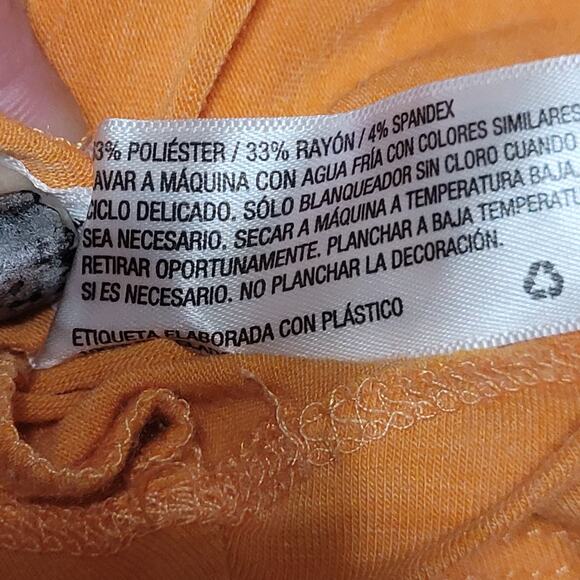 3% POLIÉSTER / 33% RAYÓN / 4% SPANDEX
AVAR A MÁQUINA CON AGUA FRÍA CON COLORES SIMILARES
CICLO DELICADO. SÓLO BLANQUEADOR SIN CLORO CUANDO
SEA NECESARIO. SECAR A MÁQUINA A TEMPERATURA BAJA.
RETIRAR OPORTUNAMENTE. PLANCHAR A BAJA TEMPERATU
SI ES NECESARIO. NO PLANCHAR LA DECORACIÓN.
ETIQUETA ELABORADA CON PLÁSTICO